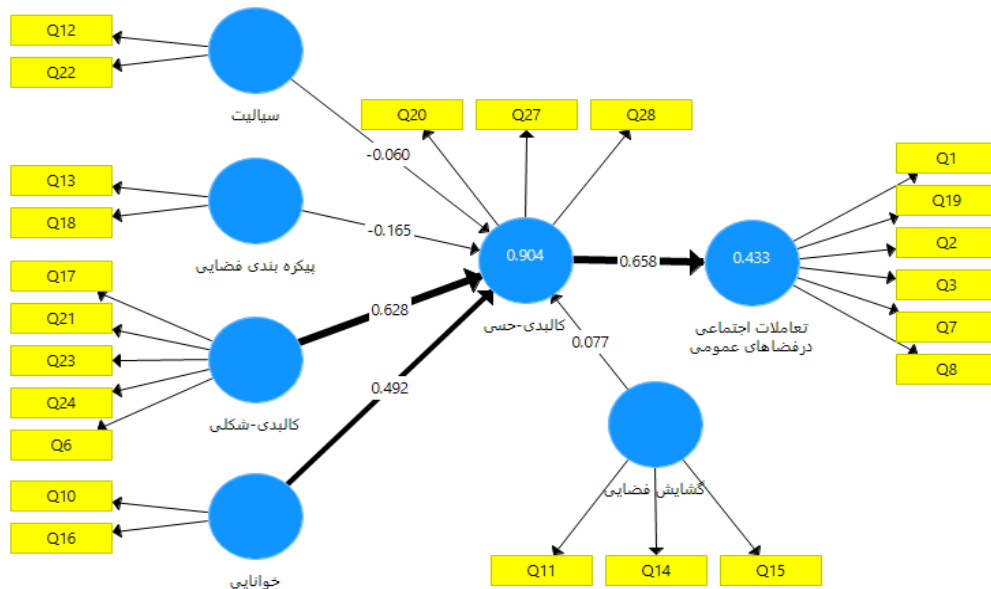 Q12
Q22
سیالیت
Q20
Q27
Q28
-0.060
Q13
Q18
پیکره بندی فضایی
-0.165
Q1
Q19
Q2
Q3
Q7
Q8
0.904
کالبدی-حسی
0.658
0.433
تعاملات اجتماعی
درفضاهای عمومی
Q17
Q21
Q23
Q24
Q6
کالبدی-شکلی
0.628
0.492
0.077
Q10
Q16
خوانایی
گشایش فضایی
Q11
Q14
Q15